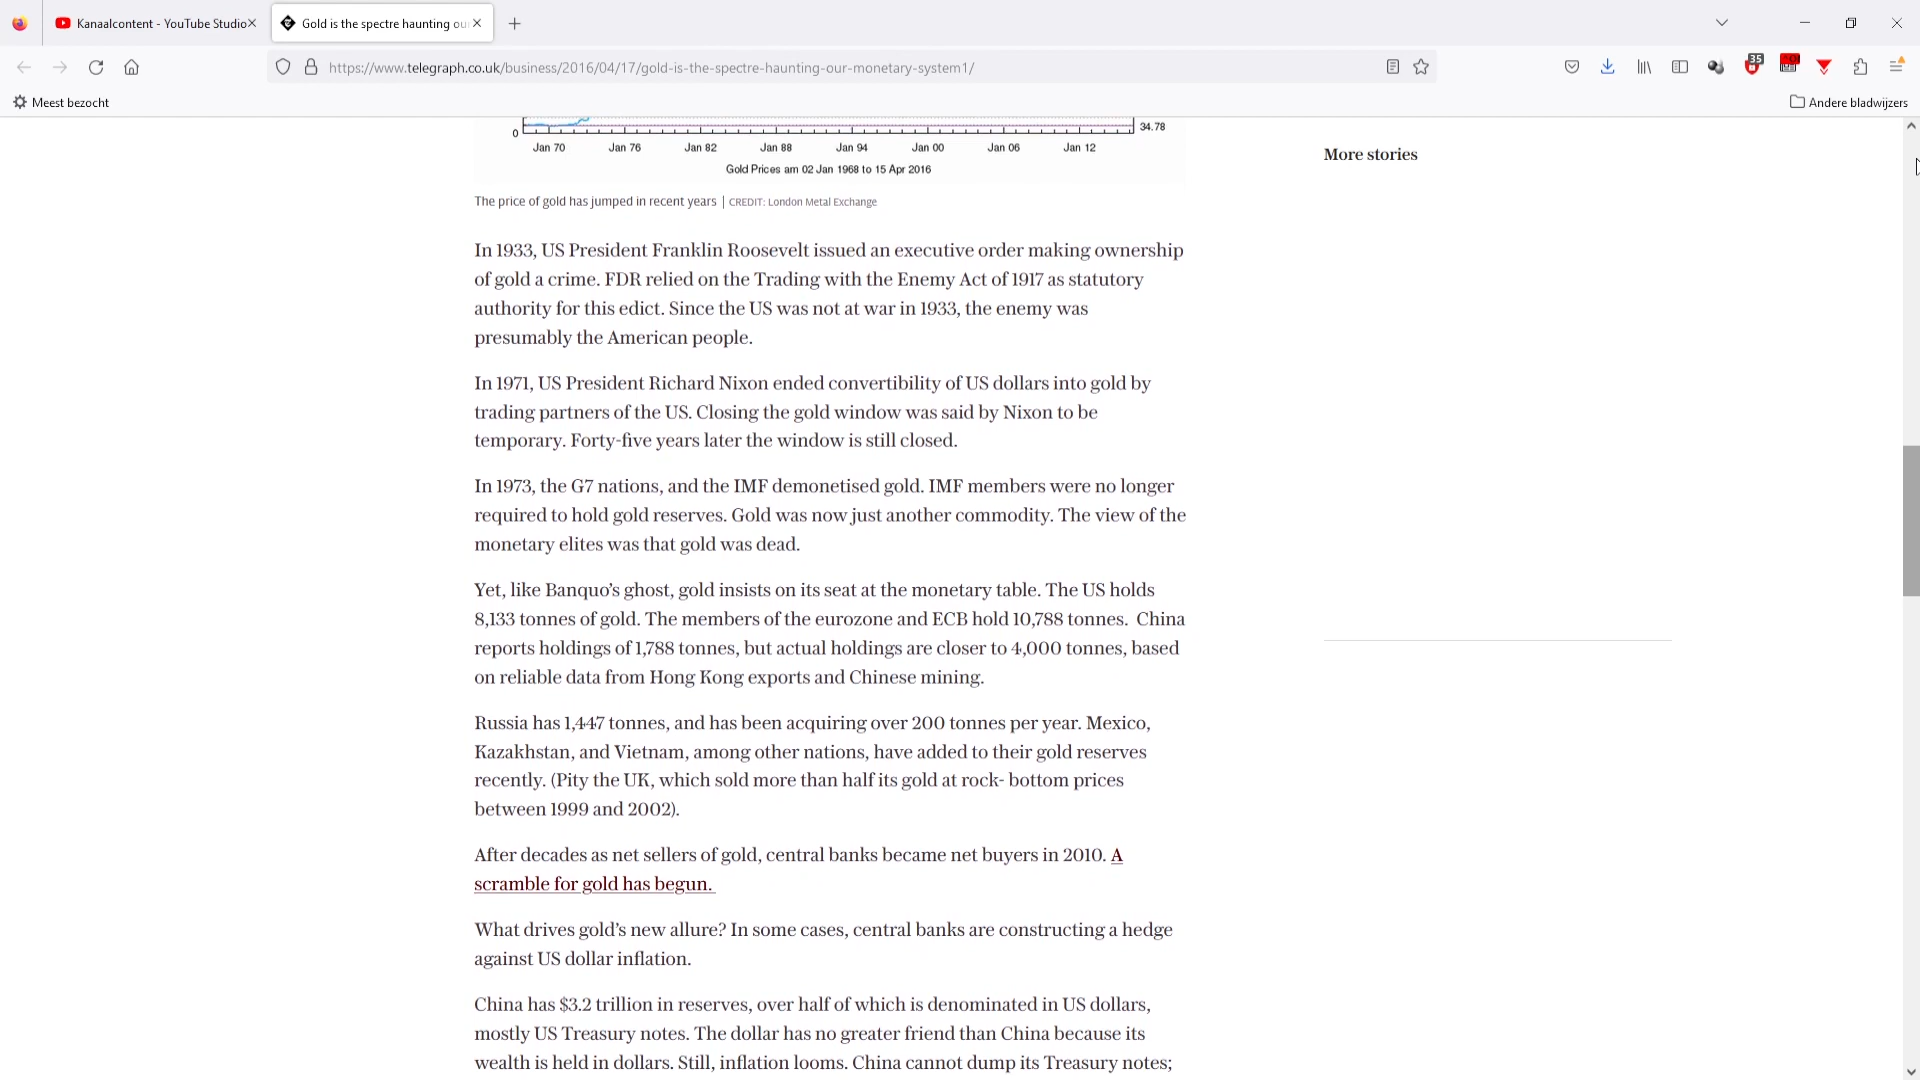 Kanaalcontent - YouTube Studio
Gold is the spectre haunting ou
https://www.telegraph.co.uk/business/2016/04/17/gold-is-the-spectre-haunting-our-monetary-system1/
35
Meest bezocht
Andere bladwijzers
0
34.78
Jan 70 Jan 76 Jan 82 Jan 88 Jan 94 Jan 00 Jan 06 Jan 12
Gold Prices am 02 Jan 1968 to 15 Apr 2016
The price of gold has jumped in recent years | CREDIT: London Metal Exchange
More stories
In 1933, US President Franklin Roosevelt issued an executive order making ownership
of gold a crime. FDR relied on the Trading with the Enemy Act of 1917 as statutory
authority for this edict. Since the US was not at war in 1933, the enemy was
presumably the American people.
In 1971, US President Richard Nixon ended convertibility of US dollars into gold by
trading partners of the US. Closing the gold window was said by Nixon to be
temporary. Forty-five years later the window is still closed.
In 1973, the G7 nations, and the IMF demonetised gold. IMF members were no longer
required to hold gold reserves. Gold was now just another commodity. The view of the
monetary elites was that gold was dead.
Yet, like Banquo’s ghost, gold insists on its seat at the monetary table. The US holds
8,133 tonnes of gold. The members of the eurozone and ECB hold 10,788 tonnes.  China
reports holdings of 1,788 tonnes, but actual holdings are closer to 4,000 tonnes, based
on reliable data from Hong Kong exports and Chinese mining.
Russia has 1,447 tonnes, and has been acquiring over 200 tonnes per year. Mexico,
Kazakhstan, and Vietnam, among other nations, have added to their gold reserves
recently. (Pity the UK, which sold more than half its gold at rock- bottom prices
between 1999 and 2002).
After decades as net sellers of gold, central banks became net buyers in 2010. A
scramble for gold has begun.
What drives gold’s new allure? In some cases, central banks are constructing a hedge
against US dollar inflation.
China has $3.2 trillion in reserves, over half of which is denominated in US dollars,
mostly US Treasury notes. The dollar has no greater friend than China because its
wealth is held in dollars. Still, inflation looms. China cannot dump its Treasury notes;